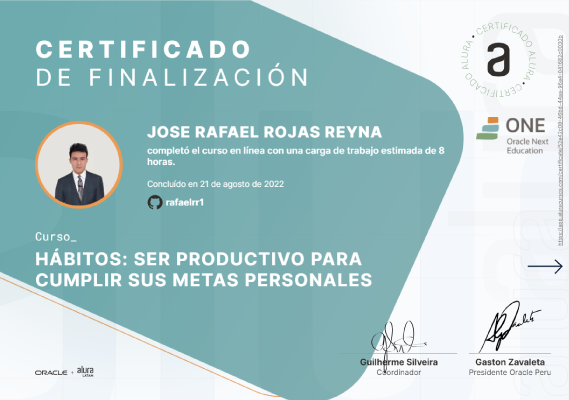 CERTIFICADO
DE FINALIZACIÓN
CERTIFICADO ALURA
a
JOSE RAFAEL ROJAS REYNA
completó el curso en línea con una carga de trabajo estimada de 8
horas.
Concluído en 21 de agosto de 2022
rafaelrr1
ONE
Oracle Next
Education
Curso_
HÁBITOS: SER PRODUCTIVO PARA
CUMPLIR SUS METAS PERSONALES
Guilherme Silveira
Coordinador
Gaston Zavaleta
Presidente Oracle Peru
ORACLE + alura
LATAM